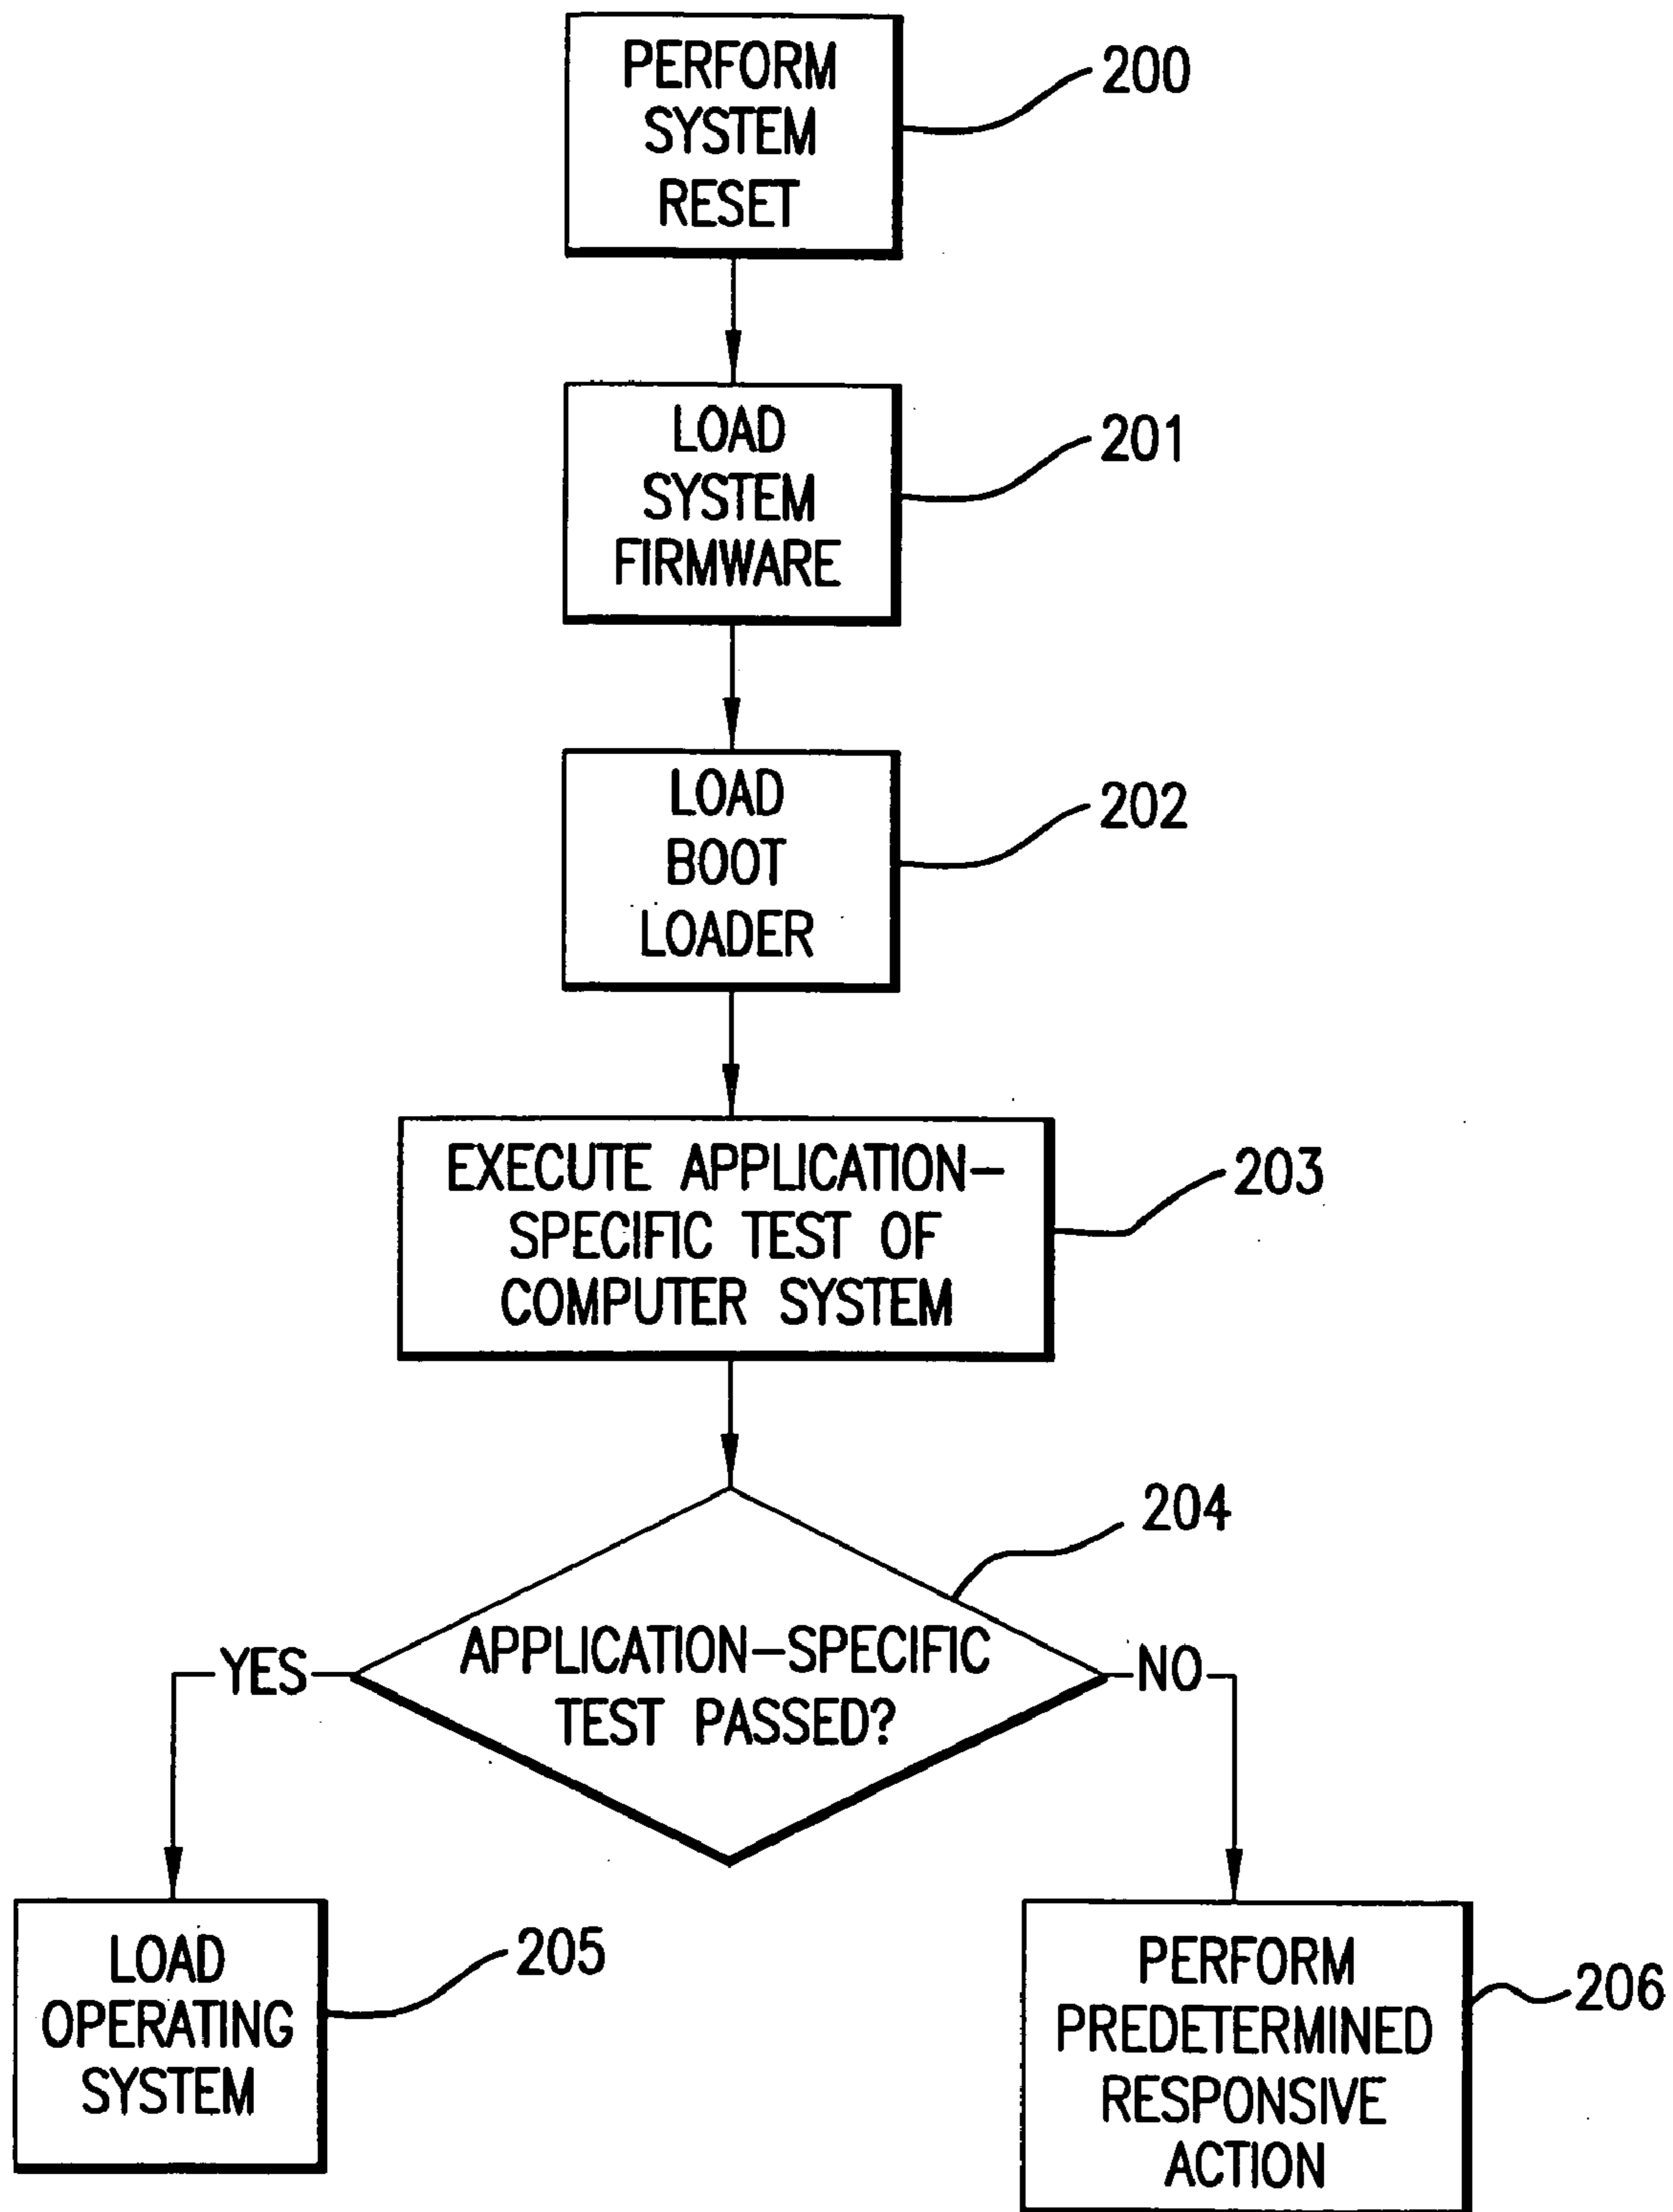 PERFORM
SYSTEM
RESET
200
LOAD
SYSTEM
FIRMWARE
201
LOAD
BOOT
LOADER
202
EXECUTE APPLICATION–
SPECIFIC TEST OF
COMPUTER SYSTEM
203
204
APPLICATION–SPECIFIC
TEST PASSED?
YES
NO
LOAD
OPERATING
SYSTEM
205
PERFORM
PREDETERMINED
RESPONSIVE
ACTION
206